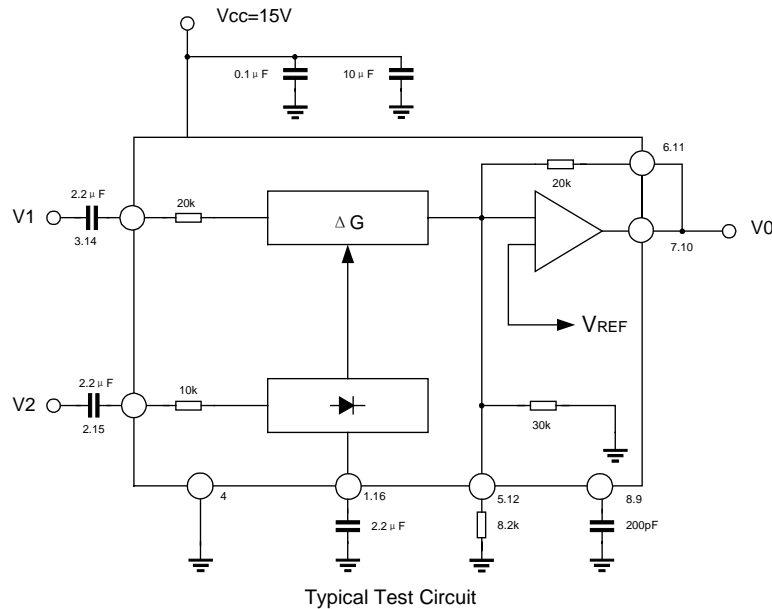 Vcc=15V
0.1μF
10μF
6.11
2.2μF
20k
20k
V1
ΔG
3.14
7.10
V0
VREF
2.2μF
10k
V2
2.15
30k
4
1.16
5.12
8.9
2.2μF
8.2k
200pF
Typical Test Circuit